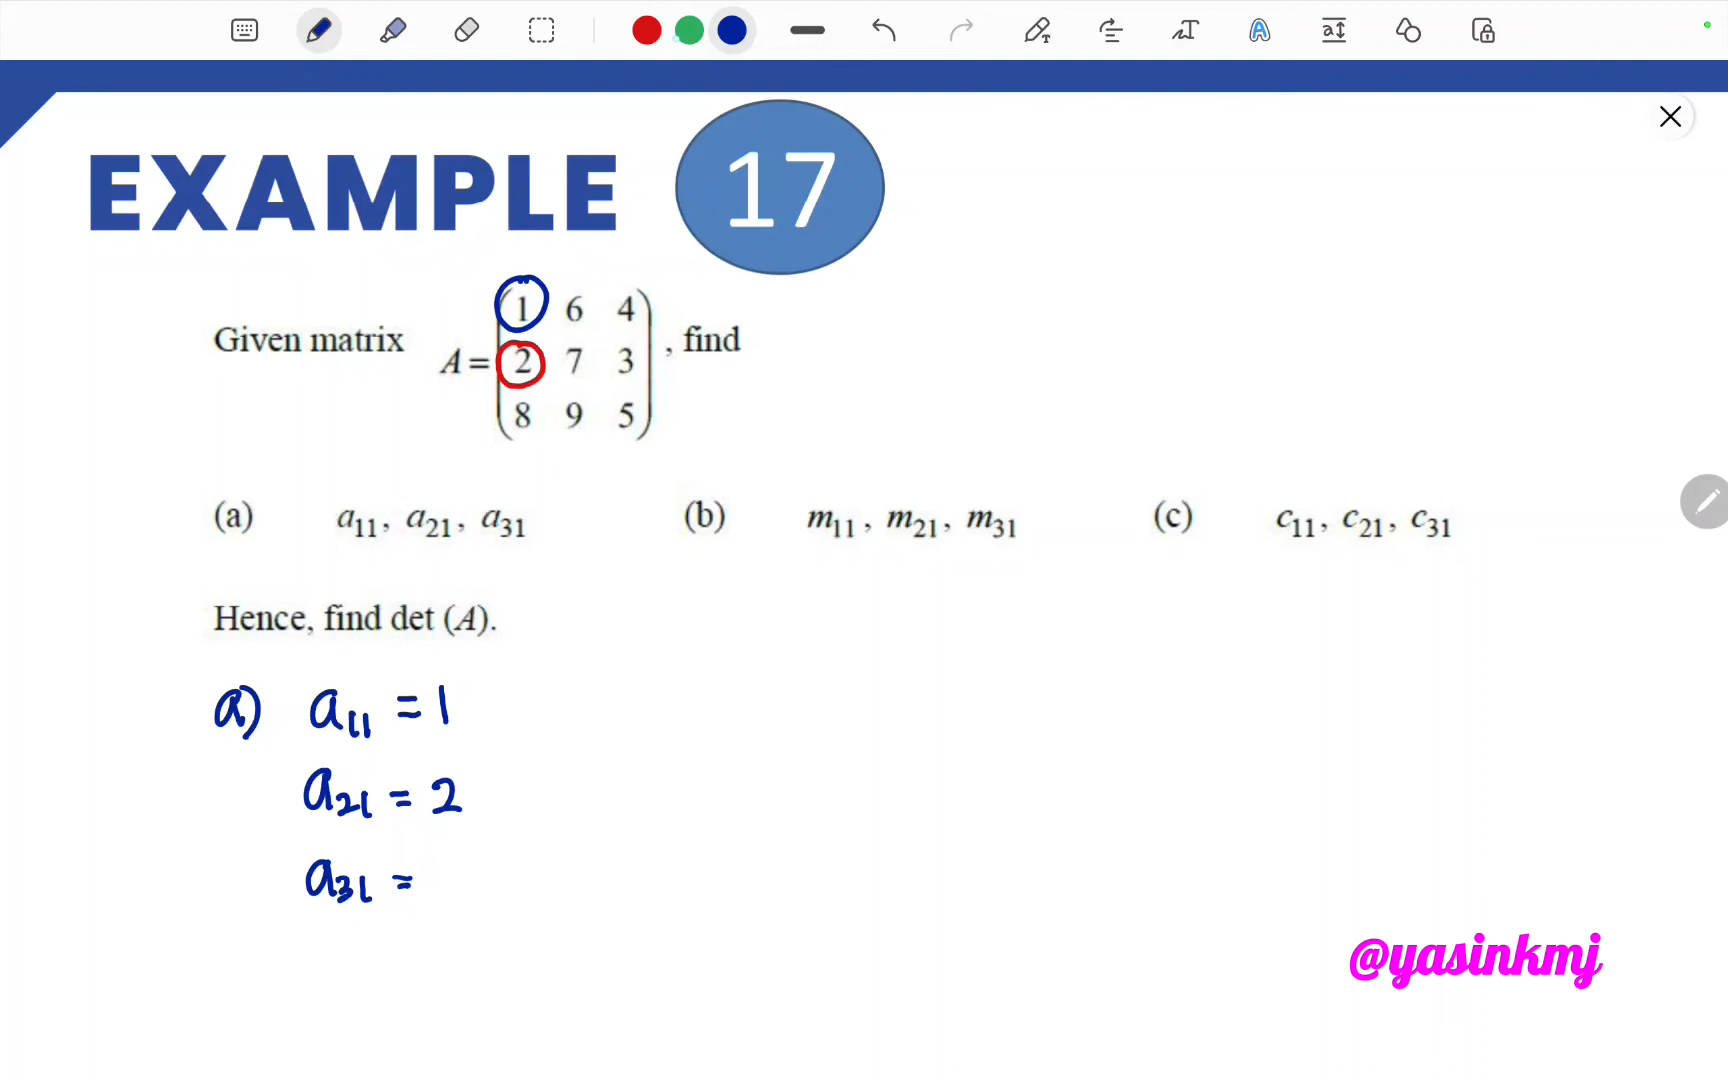 EXAMPLE 17
Given matrix A = ( 1 6 4
2 7 3
8 9 5 ) , find
(a) a11, a21, a31 (b) m11, m21, m31 (c) c11, c21, c31
Hence, find det (A).
a) a11 = 1
a21 = 2
a31 =
@yasinkmj